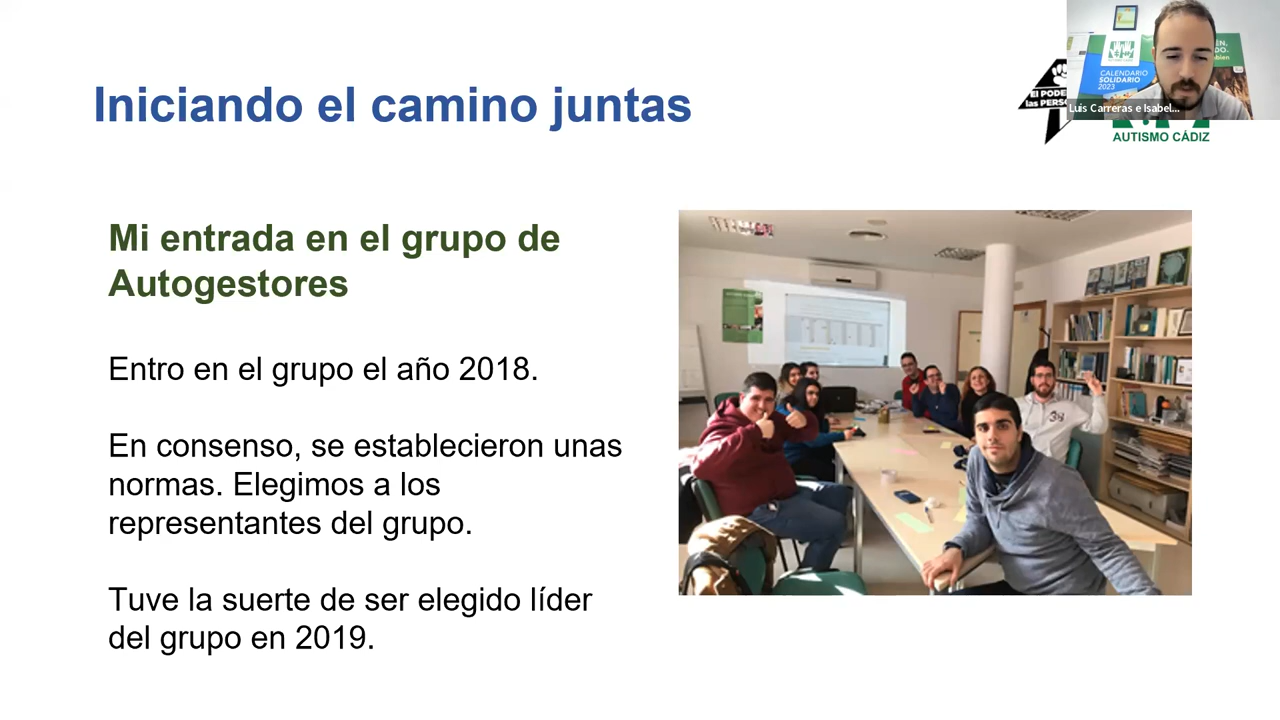 Iniciando el camino juntas
CALENDARIO
SOLIDARIO
2023
Luis Carreras e Isabel...
AUTISMO CÁDIZ
Mi entrada en el grupo de
Autogestores
Entro en el grupo el año 2018.
En consenso, se establecieron unas
normas. Elegimos a los
representantes del grupo.
Tuve la suerte de ser elegido líder
del grupo en 2019.